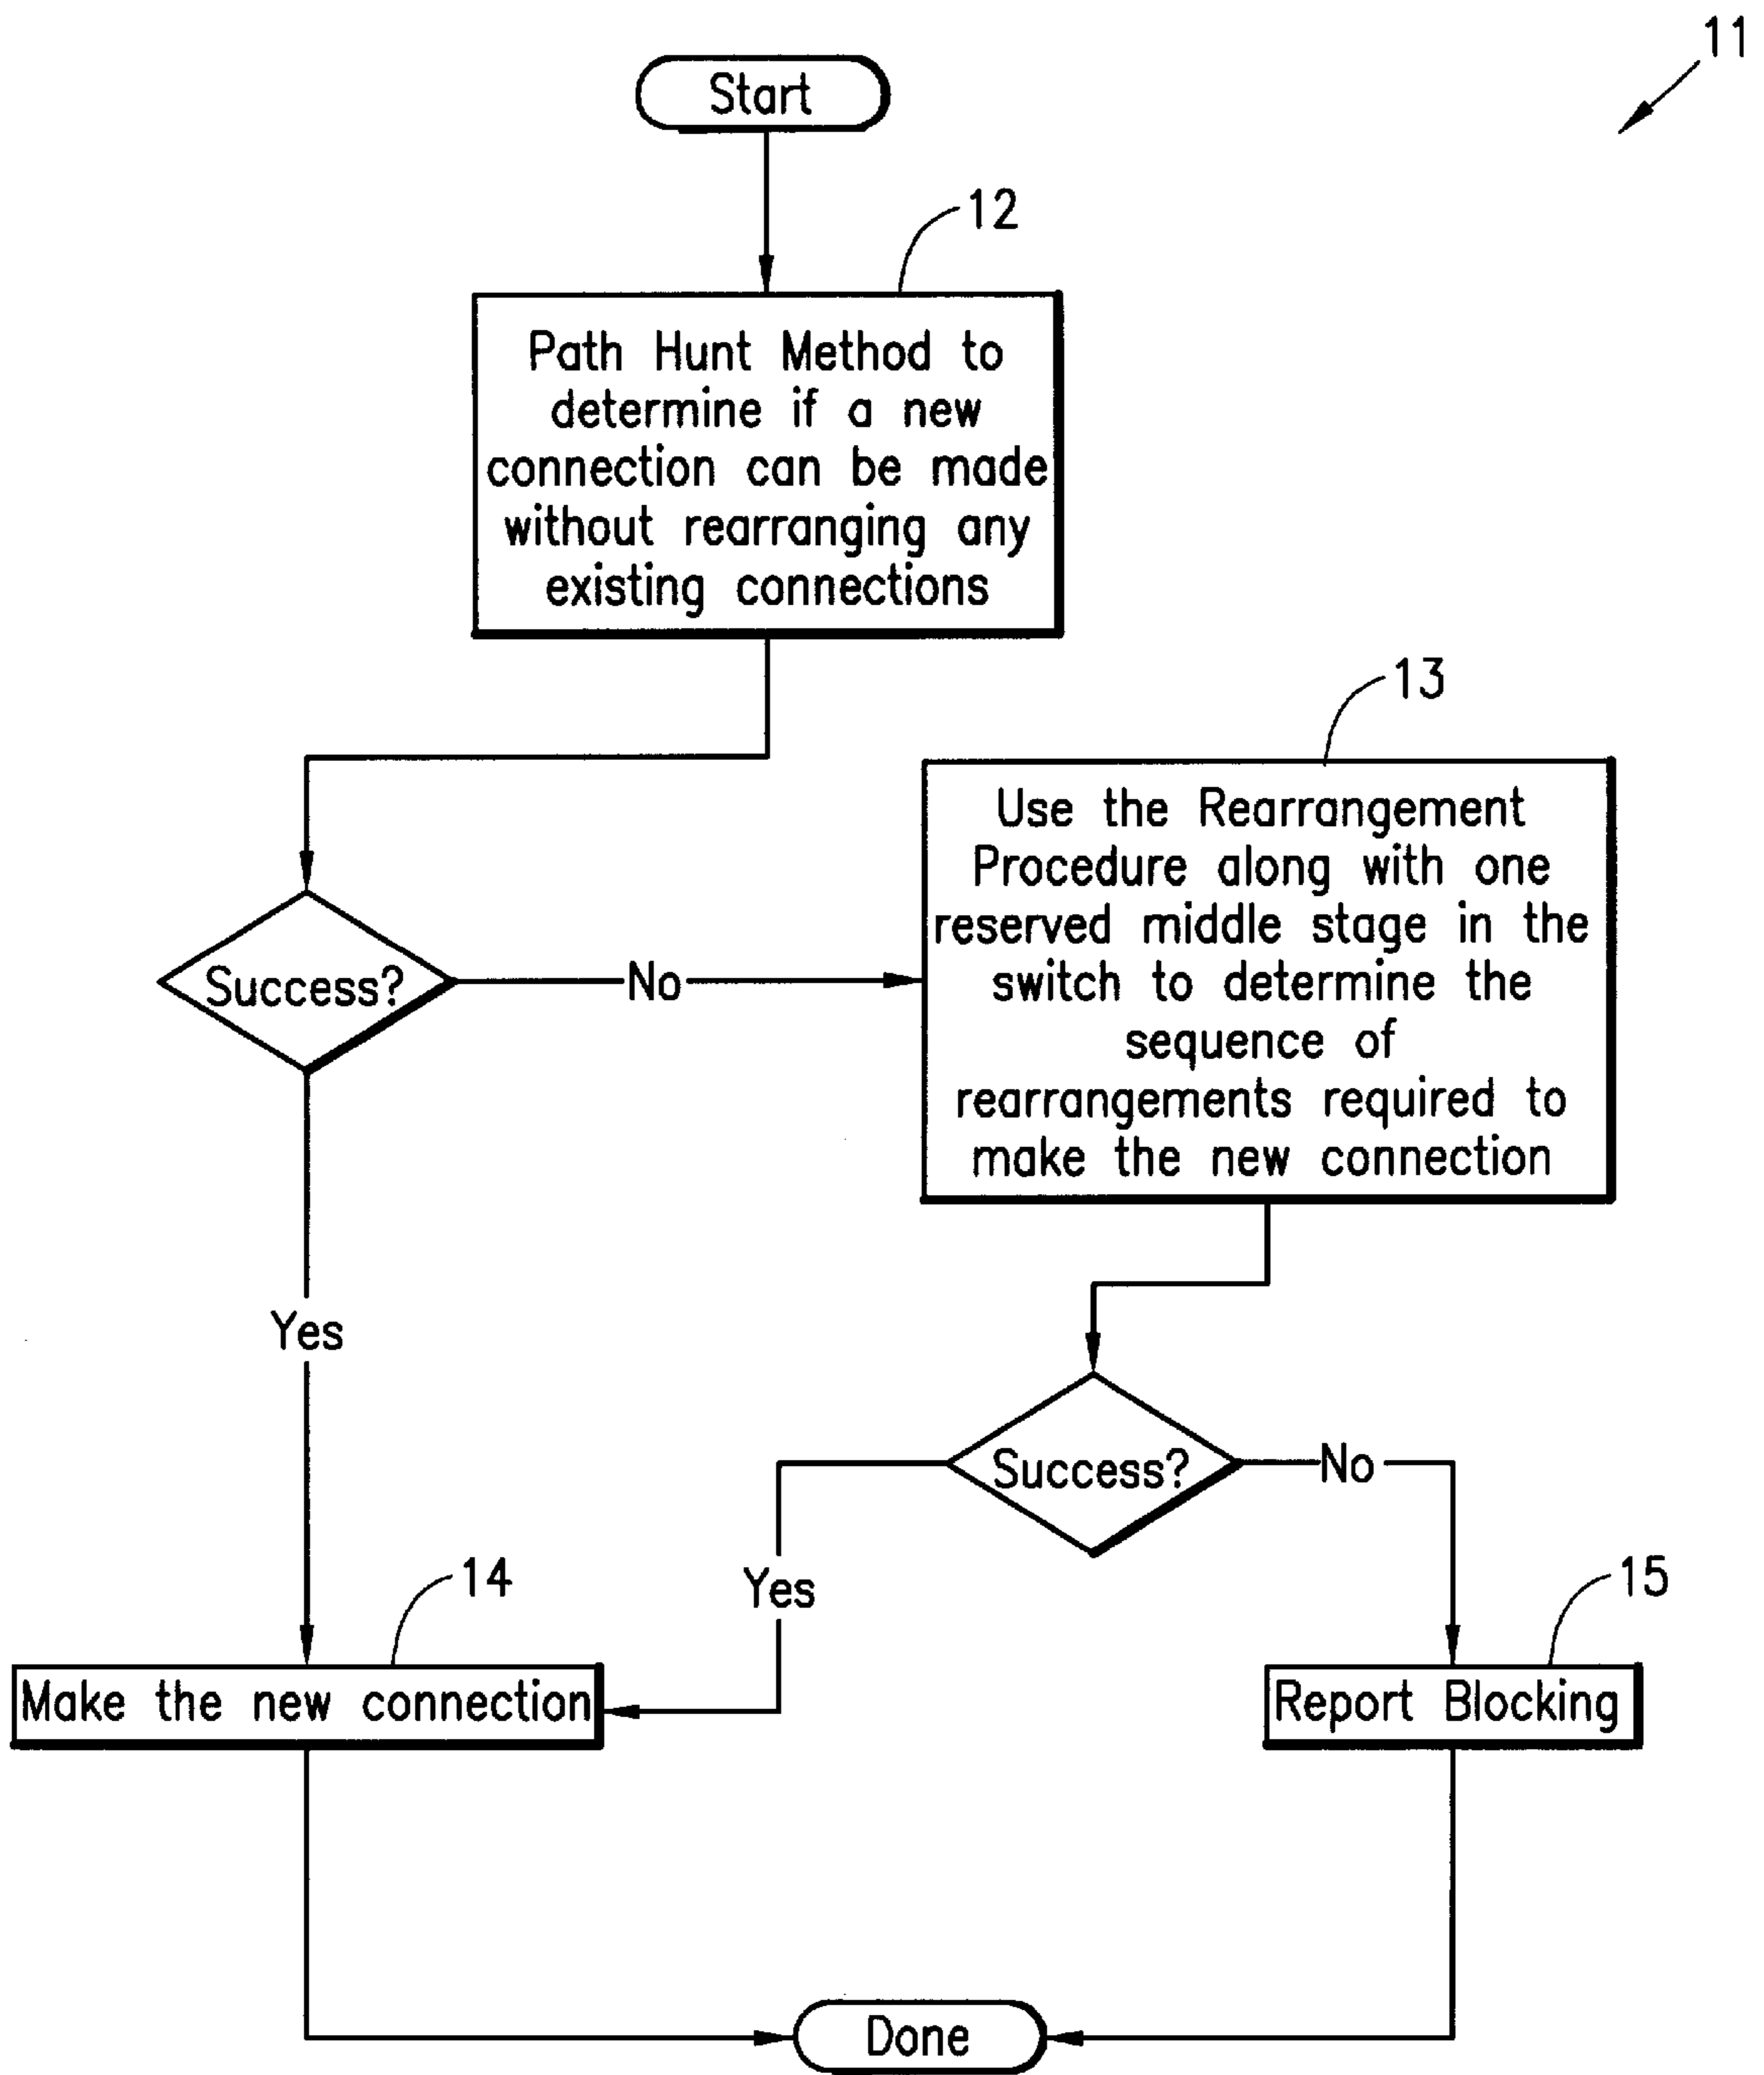 11
Start
12
Path Hunt Method to
determine if a new
connection can be made
without rearranging any
existing connections
13
Use the Rearrangement
Procedure along with one
reserved middle stage in the
switch to determine the
sequence of
rearrangements required to
make the new connection
Success?
No
Yes
Success?
No
Yes
14
Make the new connection
15
Report Blocking
Done